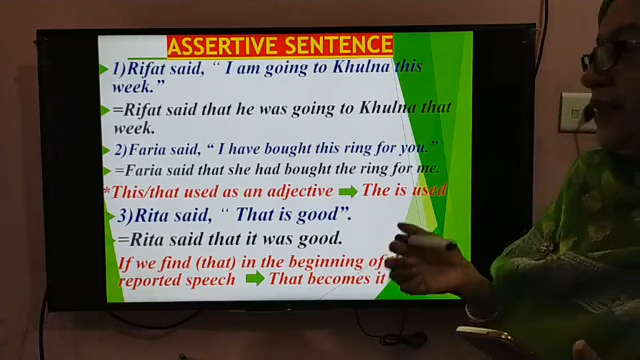 ASSERTIVE SENTENCE
1)Rifat said, “ I am going to Khulna this
week.”
=Rifat said that he was going to Khulna that
week.
2)Faria said, “ I have bought this ring for you.”
=Faria said that she had bought the ring for me.
*This/that used as an adjective The is used
3)Rita said, “ That is good”.
=Rita said that it was good.
If we find (that) in the beginning of
reported speech That becomes it